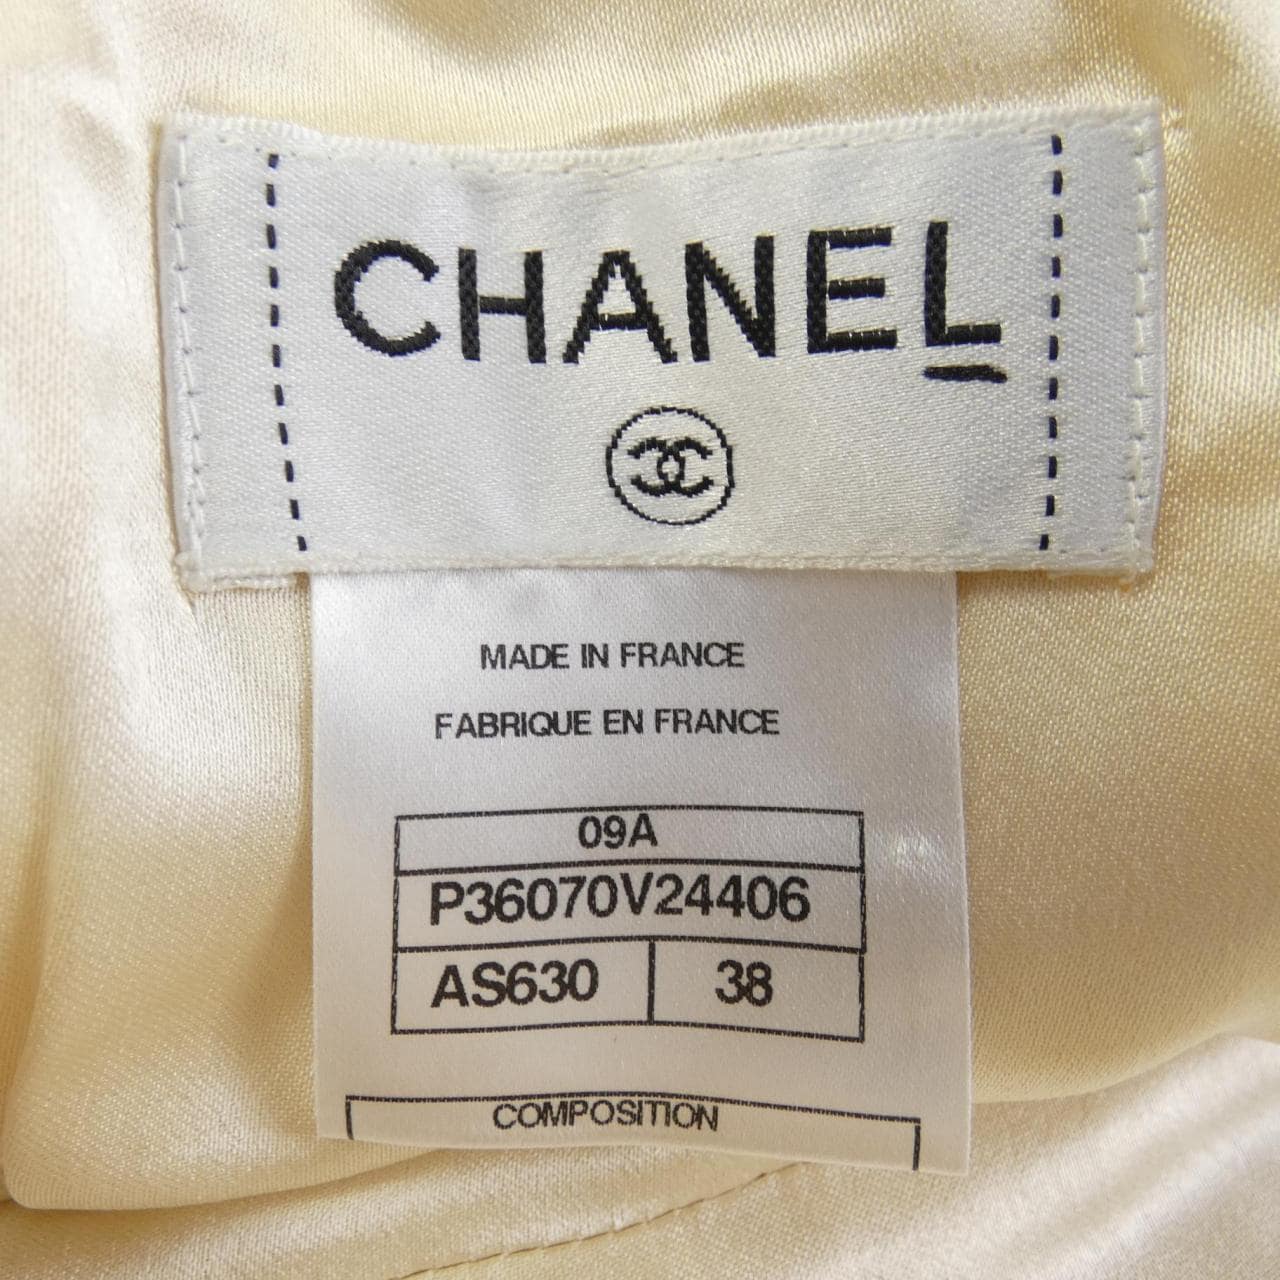 CHANEL
MADE IN FRANCE
FABRIQUE EN FRANCE
09A
P36070V24406
AS630 38
COMPOSITION